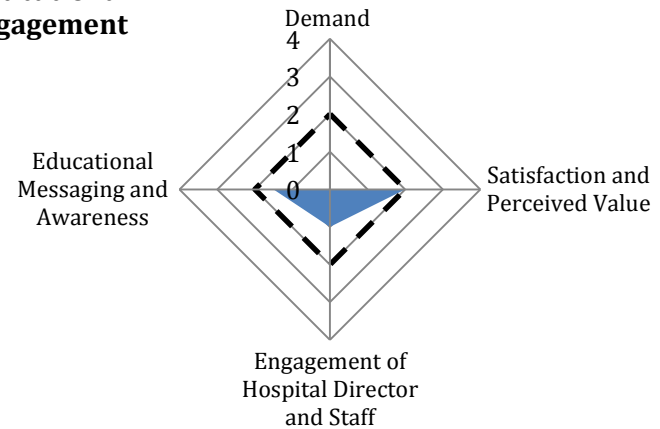 Demand
4
3
2
1
0
Educational
Messaging and
Awareness
Satisfaction and
Perceived Value
Engagement of
Hospital Director
and Staff